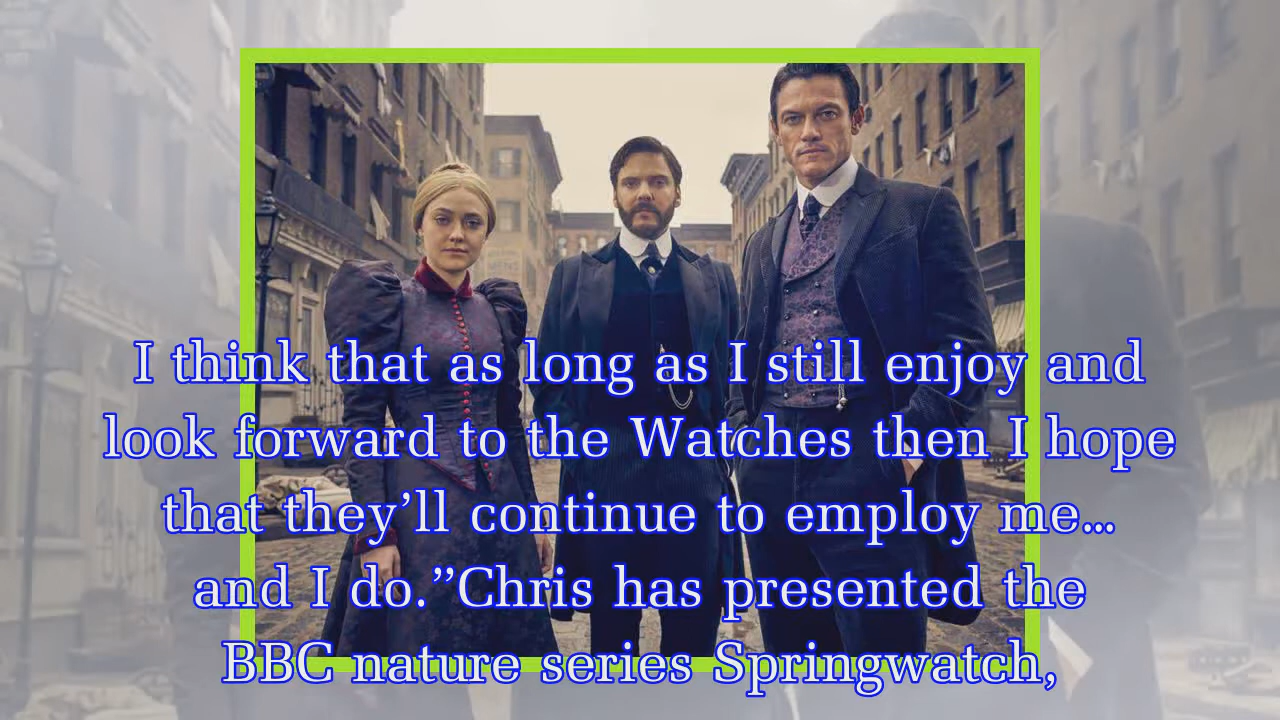 I think that as long as I still enjoy and
look forward to the Watches then I hope
that they’ll continue to employ me…
and I do.”Chris has presented the
BBC nature series Springwatch,